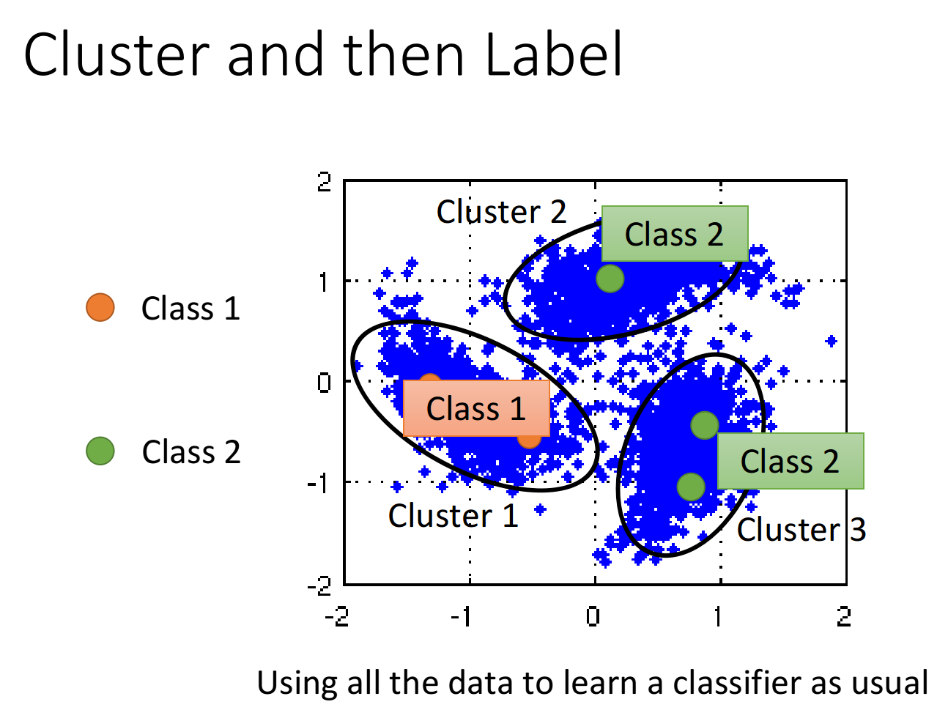 Cluster and then Label
2
Cluster 2
Class 2
1
Class 1
0
Class 1
Class 2
Class 2
-1
Cluster 1
Cluster 3
-2
-2
-1
0
1
2
Using all the data to learn a classifier as usual